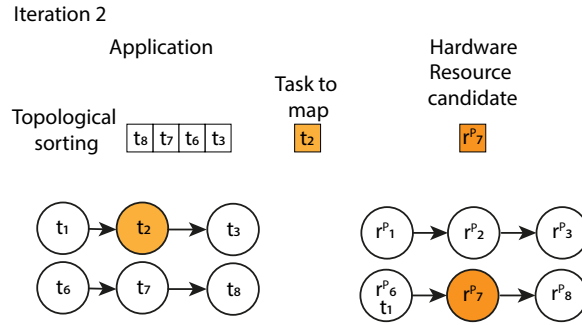 Iteration 2
Application
Hardware
Resource
candidate
Task to
map
Topological
sorting
t8 t7 t6 t3
t2
rP7
t1 t2 t3
rP1 rP2 rP3
t6 t7 t8
rP6
t1
rP7 rP8